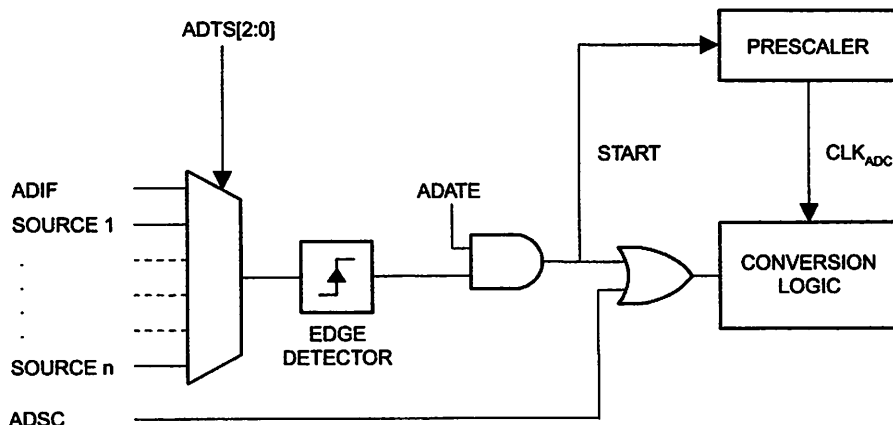 ADTS[2:0]
PRESCALER
START
CLKADC
ADIF
ADATE
SOURCE 1
.
.
.
.
CONVERSION
LOGIC
EDGE
DETECTOR
SOURCE n
ADSC